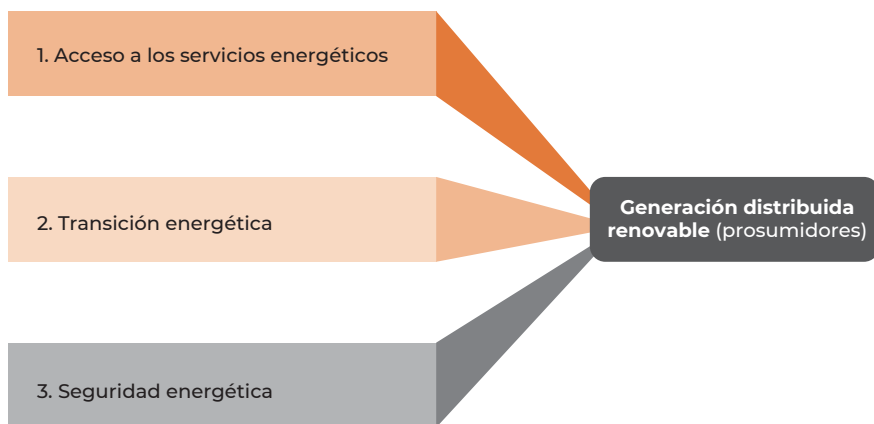 1. Acceso a los servicios energéticos
2. Transición energética
Generación distribuida
renovable (prosumidores)
3. Seguridad energética